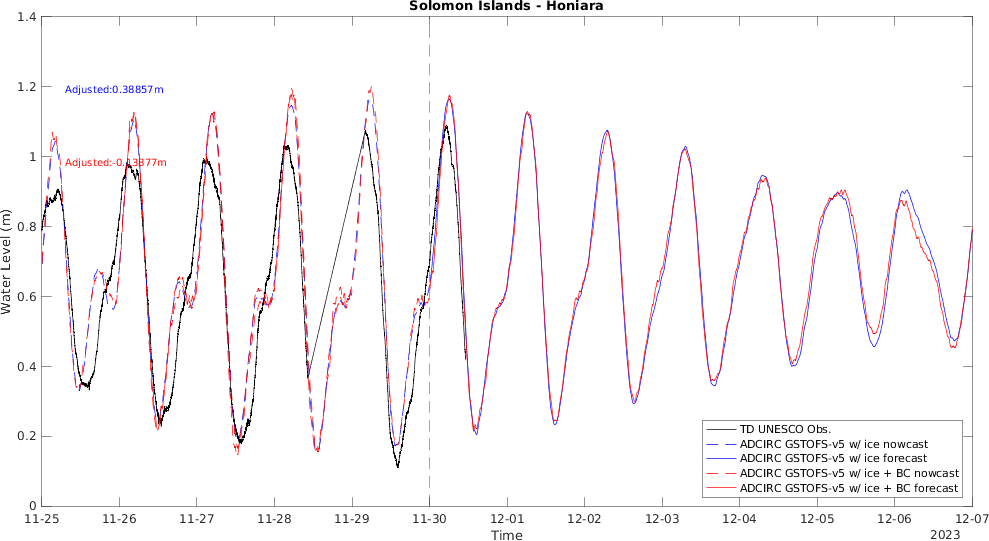 Solomon Islands - Honiara
1.4
1.2
1
0.8
0.6
0.4
0.2
0
Water Level (m)
Adjusted:0.38857m
Adjusted:-0.13377m
TD UNESCO Obs.
ADCIRC GSTOFS-v5 w/ ice nowcast
ADCIRC GSTOFS-v5 w/ ice forecast
ADCIRC GSTOFS-v5 w/ ice + BC nowcast
ADCIRC GSTOFS-v5 w/ ice + BC forecast
11-25 11-26 11-27 11-28 11-29 11-30 12-01 12-02 12-03 12-04 12-05 12-06 12-07
Time
2023